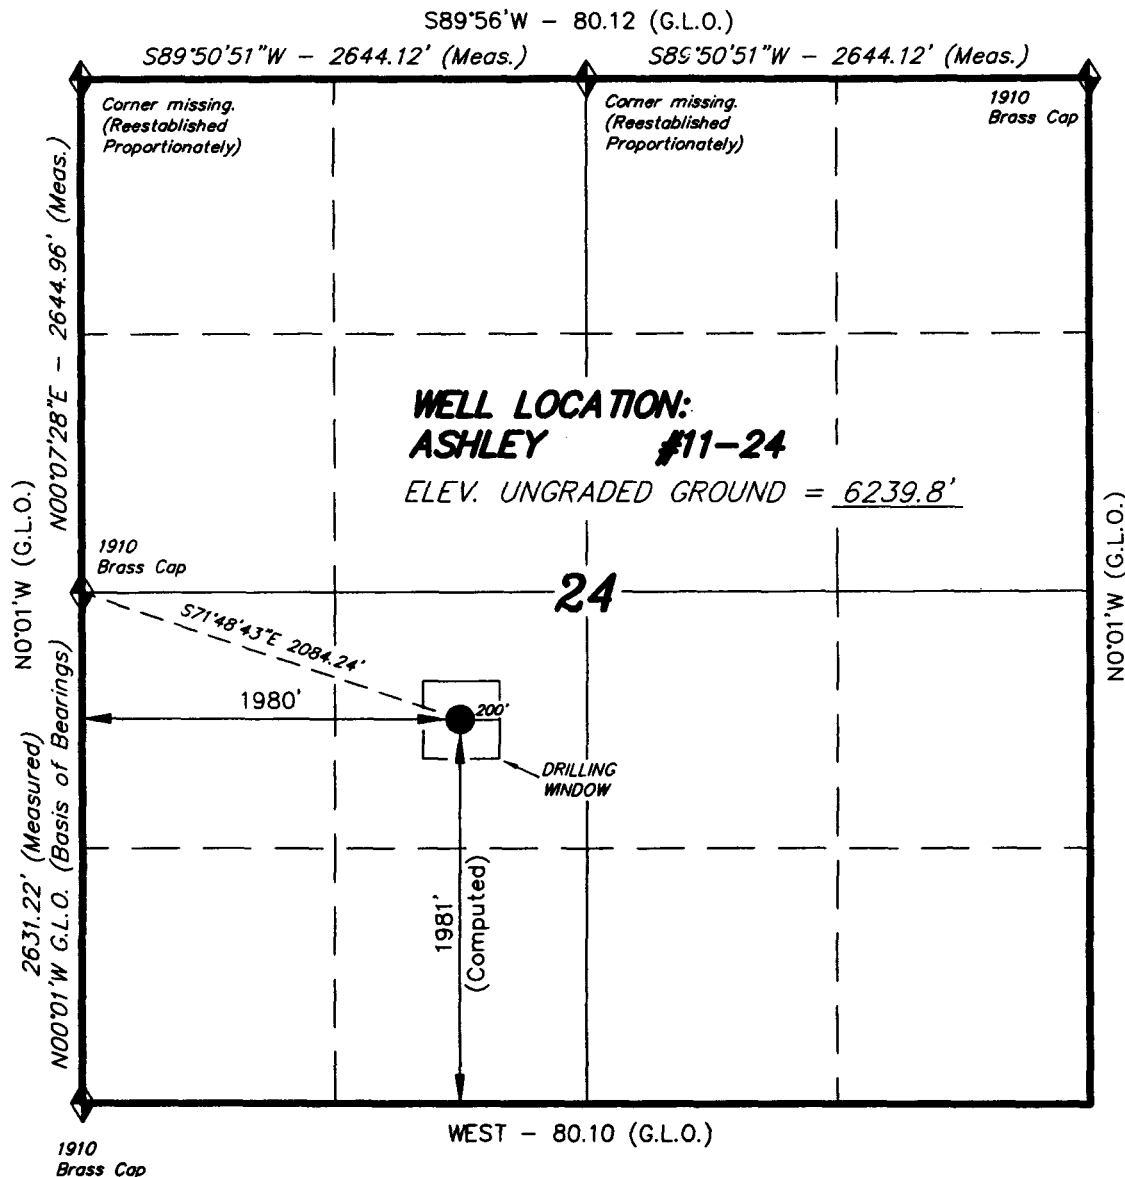 S89°56'W – 80.12 (G.L.O.)
S89°50'51"W – 2644.12' (Meas.)
S89°50'51"W – 2644.12' (Meas.)
Corner missing.
(Reestablished
Proportionately)
Corner missing.
(Reestablished
Proportionately)
1910
Brass Cap
N00°07'28"E – 2644.96' (Meas.)
WELL LOCATION:
ASHLEY #11–24
ELEV. UNGRADED GROUND = 6239.8'
N0°01'W (G.L.O.)
N0°01'W (G.L.O.)
1910
Brass Cap
24
S71°48'43"E 2084.24'
1980'
200'
DRILLING
WINDOW
2631.22' (Measured)
N00°01'W G.L.O. (Basis of Bearings)
1981'
(Computed)
WEST – 80.10 (G.L.O.)
1910
Brass Cap